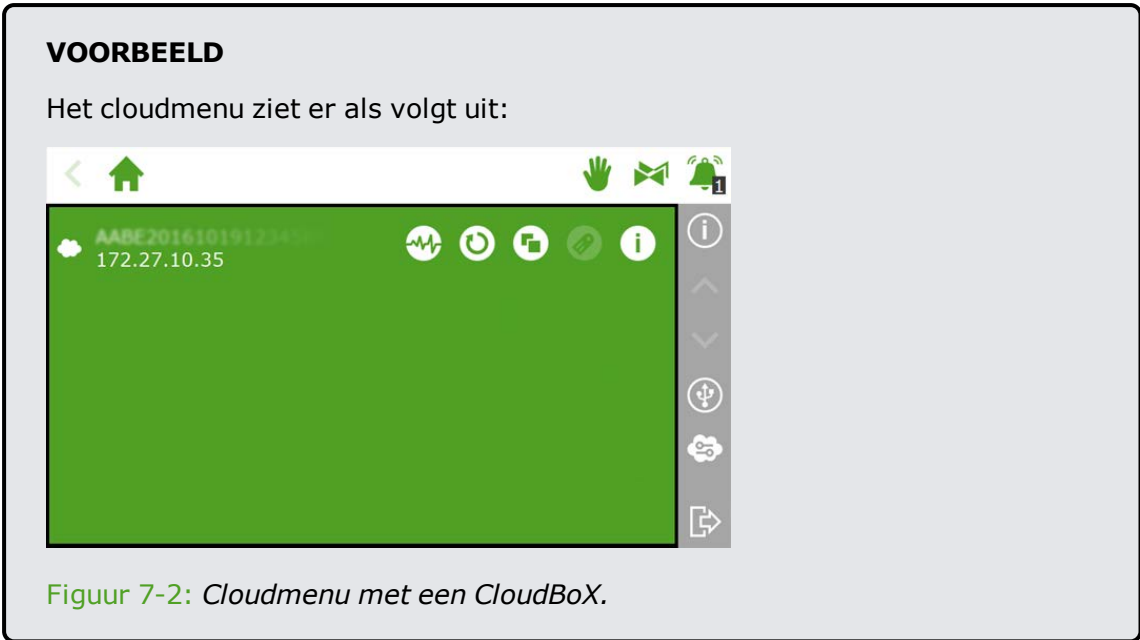 VOORBEELD
Het cloudmenu ziet er als volgt uit:
1
172.27.10.35
Figuur 7-2: Cloudmenu met een CloudBoX.